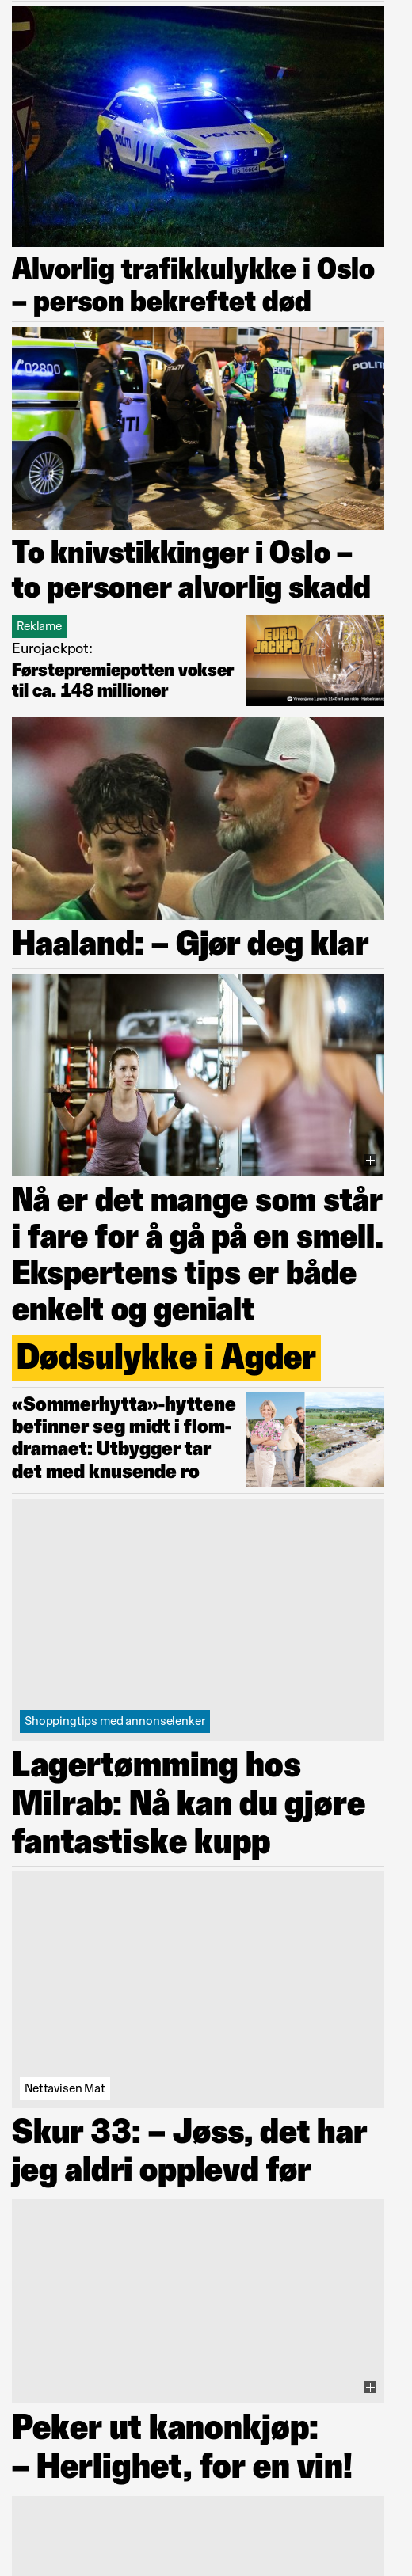 POLITI
POLITI
Alvorlig trafikkulykke i Oslo
– person bekreftet død
02800
POLITI
To knivstikkinger i Oslo –
to personer alvorlig skadd
Reklame
Eurojackpot:
Førstepremiepotten vokser
til ca. 148 millioner
EURO
JACKPOT
Haaland: – Gjør deg klar
Nå er det mange som står
i fare for å gå på en smell.
Ekspertens tips er både
enkelt og genialt
Dødsulykke i Agder
«Sommerhytta»-hyttene
befinner seg midt i flom-
dramaet: Utbygger tar
det med knusende ro
Shoppingtips med annonselenker
Lagertømming hos
Milrab: Nå kan du gjøre
fantastiske kupp
Nettavisen Mat
Skur 33: – Jøss, det har
jeg aldri opplevd før
Peker ut kanonkjøp:
– Herlighet, for en vin!